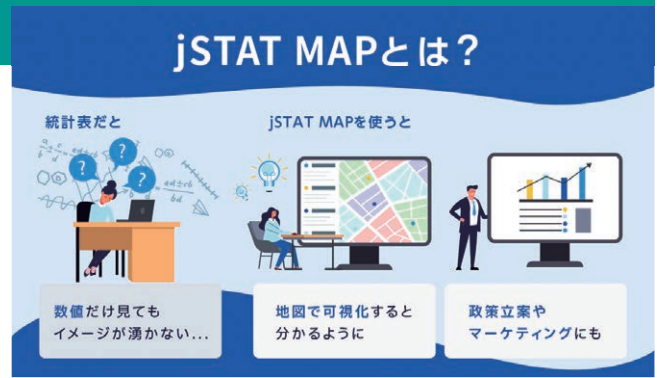 jSTAT MAPとは？
統計表だと
jSTAT MAPを使うと
? ? ?
数値だけ見ても
イメージが湧かない...
地図で可視化すると
分かるように
政策立案や
マーケティングにも